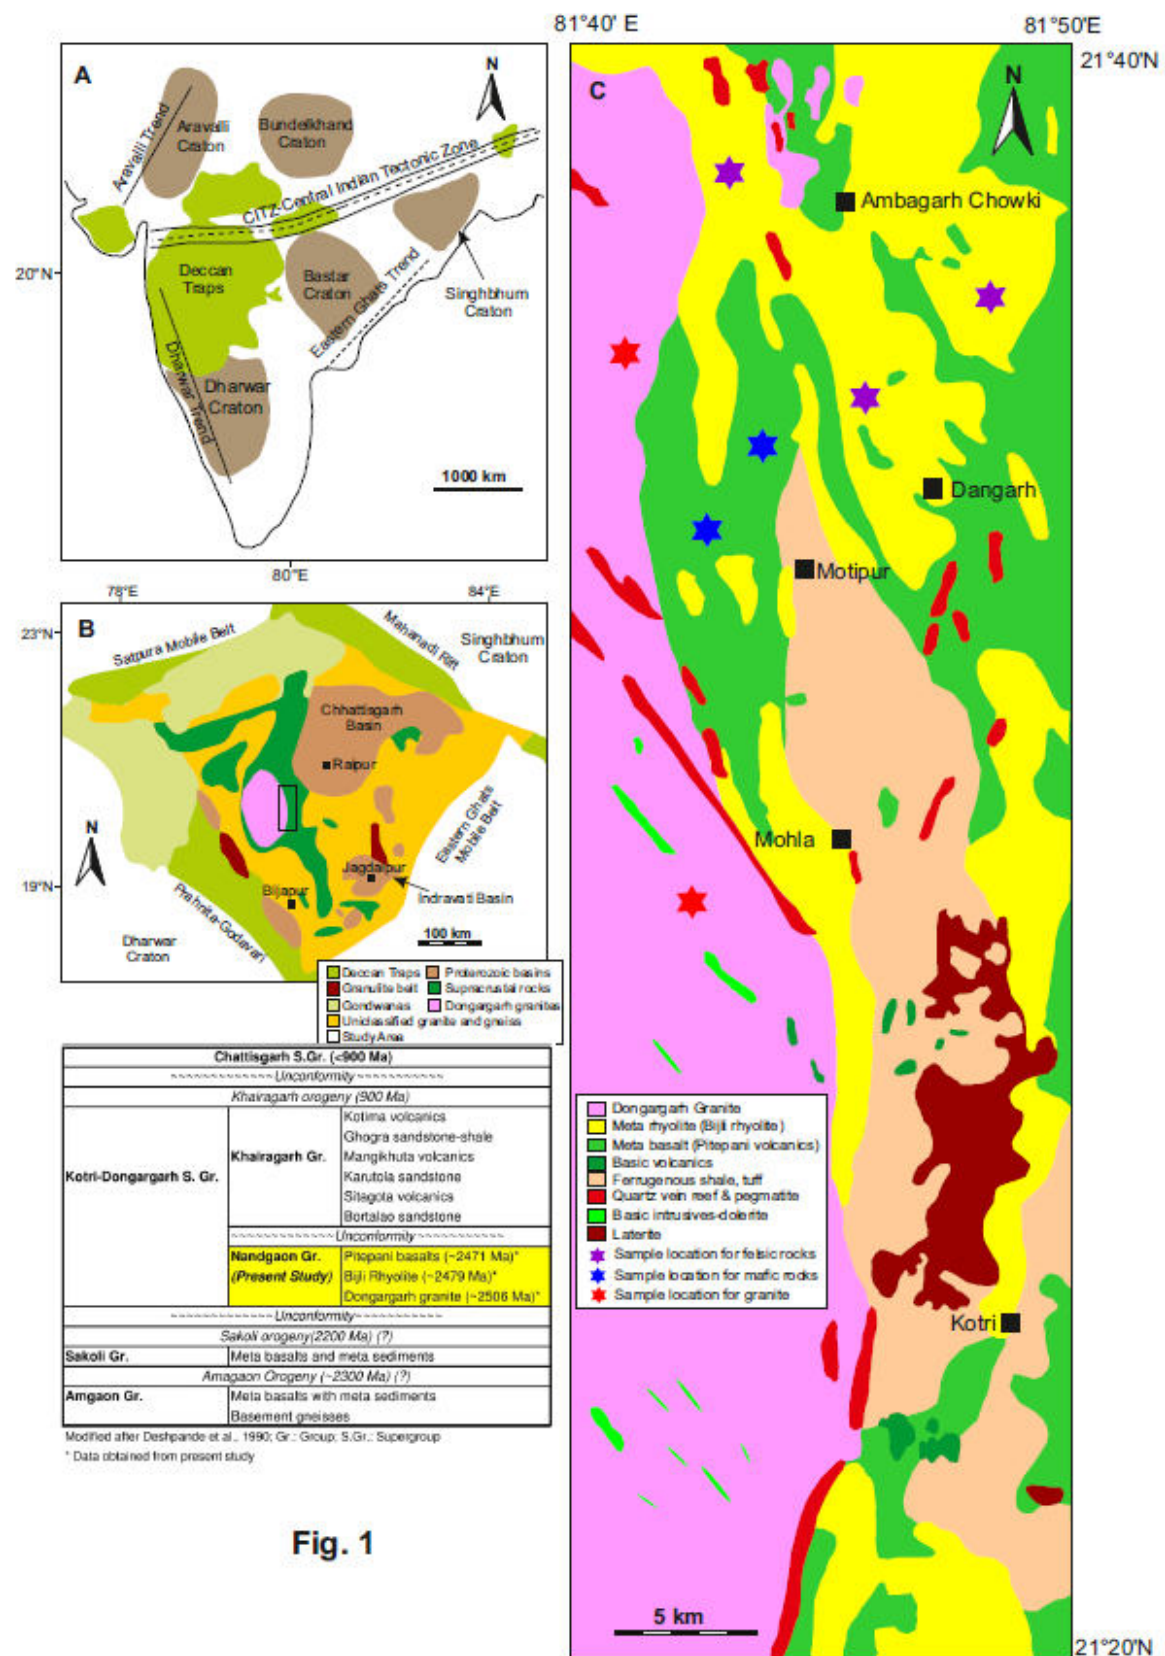 81°40' E
81°50'E
21°40'N
A
N
Aravalli Trend
Aravalli
Craton
Bundelkhand
Craton
CITZ-Central Indian Tectonic Zone
20°N
Deccan
Traps
Bastar
Craton
Eastern Ghats Trend
Singhbhum
Craton
Dharwar Trend
Dharwar
Craton
1000 km
80°E
78°E
84°E
23°N
B
Satpura Mobile Belt
Mahanadi Rift
Singhbhum
Craton
Chhattisgarh
Basin
Raipur
N
Eastern Ghats
Mobile Belt
19°N
Jagdalpur
Bijapur
Indravati Basin
Prahnita-Godavari
Dharwar
Craton
100 km
Deccan Traps
Proterozoic basins
Granulite belt
Supracrustal rocks
Gondwanas
Dongargarh granites
Unclassified granite and gneiss
Study Area
Chattisgarh S.Gr. (<900 Ma)
~~~~~~~~~~~~~Unconformity~~~~~~~~~~~
Khairagarh orogeny (900 Ma)
Kotri-Dongargarh S. Gr.
Khairagarh Gr.
Kotima volcanics
Ghogra sandstone-shale
Mangikhuta volcanics
Karutola sandstone
Sitagota volcanics
Bortalao sandstone
~~~~~~~~~~~~~Unconformity~~~~~~~~~~~
Nandgaon Gr.
(Present Study)
Pitepani basalts (~2471 Ma)*
Bijli Rhyolite (~2479 Ma)*
Dongargarh granite (~2506 Ma)*
~~~~~~~~~~~~~Unconformity~~~~~~~~~~~
Sakoli orogeny(2200 Ma) (?)
Sakoli Gr.
Meta basalts and meta sediments
Amagaon Orogeny (~2300 Ma) (?)
Amgaon Gr.
Meta basalts with meta sediments
Basement gneisses
Modified after Deshpande et al., 1990; Gr.: Group; S.Gr.: Supergroup
* Data obtained from present study
Fig. 1
C
N
Ambagarh Chowki
Dangarh
Motipur
Mohla
Dongargarh Granite
Meta rhyolite (Bijli rhyolite)
Meta basalt (Pitepani volcanics)
Basic volcanics
Ferrugenous shale, tuff
Quartz vein reef & pegmatite
Basic intrusives-dolerite
Laterite
Sample location for felsic rocks
Sample location for mafic rocks
Sample location for granite
Kotri
5 km
21°20'N